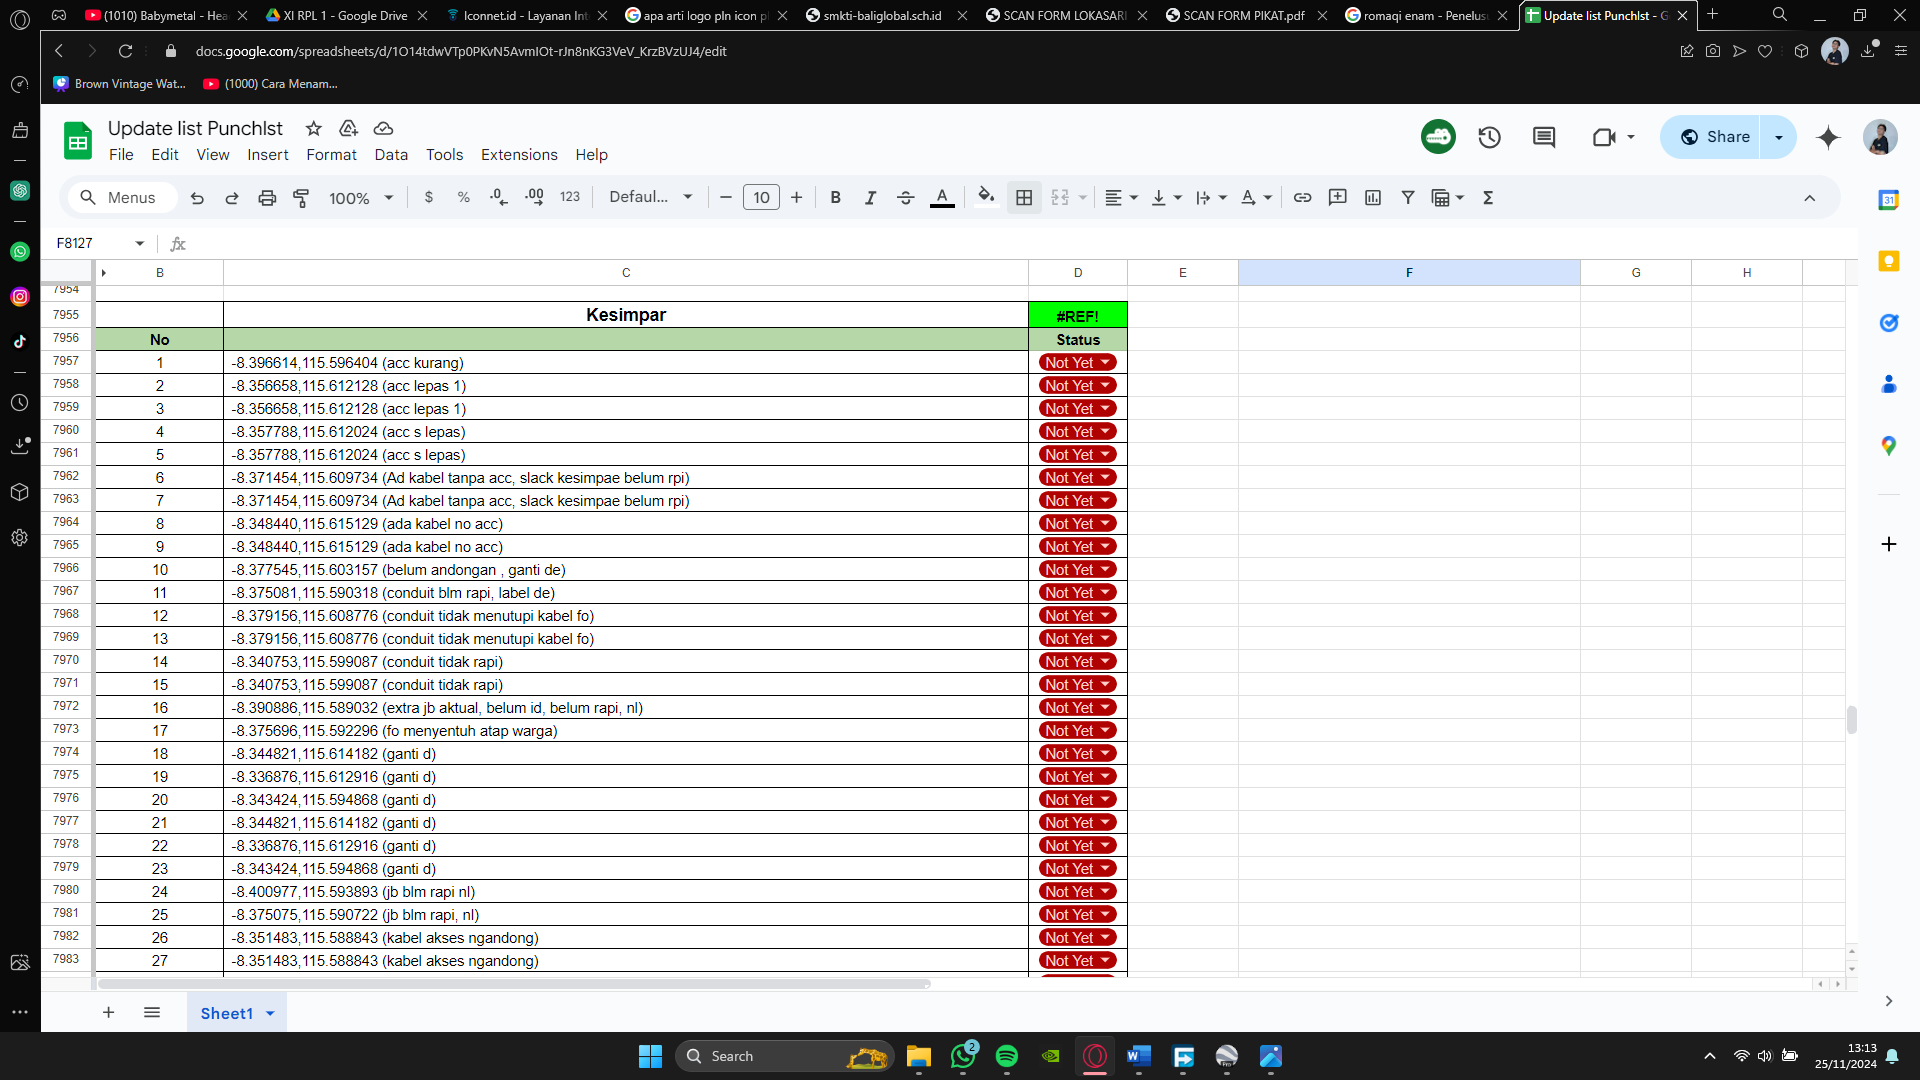 (1010) Babymetal - Hea
XI RPL 1 - Google Drive
Iconnet.id - Layanan Int
apa arti logo pln icon p
smkti-baliglobal.sch.id
SCAN FORM LOKASARI
SCAN FORM PIKAT.pdf
romaqi enam - Penelus
Update list Punchlst - G
docs.google.com/spreadsheets/d/1O14tdwVTp0PKvN5AvmIOt-rJn8nKG3VeV_KrzBVzUJ4/edit
Brown Vintage Wat...
(1000) Cara Menam...
Update list Punchlst
File Edit View Insert Format Data Tools Extensions Help
Share
Menus 100% $ % .0 .00 123 Defaul... 10 B I A
F8127
B C D E F G H
7954
7955 Kesimpar #REF!
7956 No Status
7957 1 -8.396614,115.596404 (acc kurang) Not Yet
7958 2 -8.356658,115.612128 (acc lepas 1) Not Yet
7959 3 -8.356658,115.612128 (acc lepas 1) Not Yet
7960 4 -8.357788,115.612024 (acc s lepas) Not Yet
7961 5 -8.357788,115.612024 (acc s lepas) Not Yet
7962 6 -8.371454,115.609734 (Ad kabel tanpa acc, slack kesimpae belum rpi) Not Yet
7963 7 -8.371454,115.609734 (Ad kabel tanpa acc, slack kesimpae belum rpi) Not Yet
7964 8 -8.348440,115.615129 (ada kabel no acc) Not Yet
7965 9 -8.348440,115.615129 (ada kabel no acc) Not Yet
7966 10 -8.377545,115.603157 (belum andongan , ganti de) Not Yet
7967 11 -8.375081,115.590318 (conduit blm rapi, label de) Not Yet
7968 12 -8.379156,115.608776 (conduit tidak menutupi kabel fo) Not Yet
7969 13 -8.379156,115.608776 (conduit tidak menutupi kabel fo) Not Yet
7970 14 -8.340753,115.599087 (conduit tidak rapi) Not Yet
7971 15 -8.340753,115.599087 (conduit tidak rapi) Not Yet
7972 16 -8.390886,115.589032 (extra jb aktual, belum id, belum rapi, nl) Not Yet
7973 17 -8.375696,115.592296 (fo menyentuh atap warga) Not Yet
7974 18 -8.344821,115.614182 (ganti d) Not Yet
7975 19 -8.336876,115.612916 (ganti d) Not Yet
7976 20 -8.343424,115.594868 (ganti d) Not Yet
7977 21 -8.344821,115.614182 (ganti d) Not Yet
7978 22 -8.336876,115.612916 (ganti d) Not Yet
7979 23 -8.343424,115.594868 (ganti d) Not Yet
7980 24 -8.400977,115.593893 (jb blm rapi nl) Not Yet
7981 25 -8.375075,115.590722 (jb blm rapi, nl) Not Yet
7982 26 -8.351483,115.588843 (kabel akses ngandong) Not Yet
7983 27 -8.351483,115.588843 (kabel akses ngandong) Not Yet
Sheet1
Search
2
13:13
25/11/2024